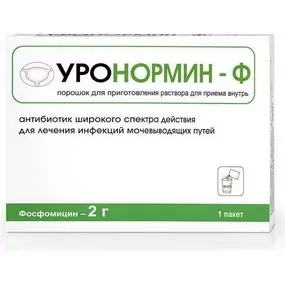 УРОНОРМИН - Ф
порошок для приготовления раствора для приема внутрь
антибиотик широкого спектра действия
для лечения инфекций мочевыводящих путей
Фосфомицин – 2 г
1 пакет